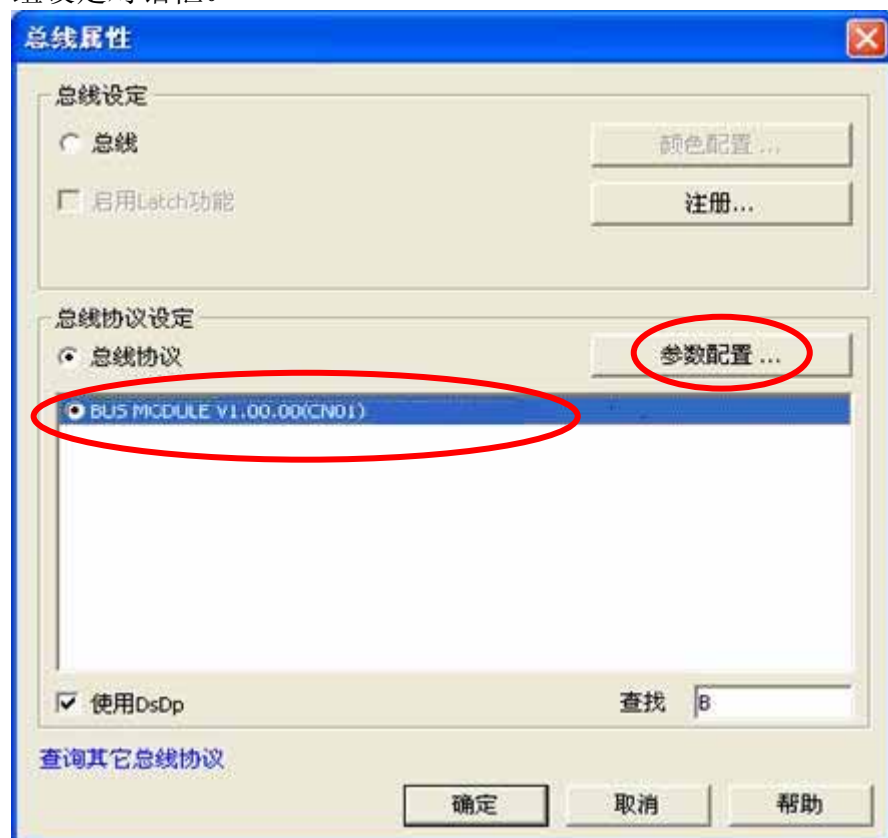 总线属性
总线设定
总线
颜色配置 ...
启用Latch功能
注册...
总线协议设定
总线协议
参数配置 ...
BUS MODULE V1.00.00(CN01)
使用DsDp
查找 B
查询其它总线协议
确定 取消 帮助